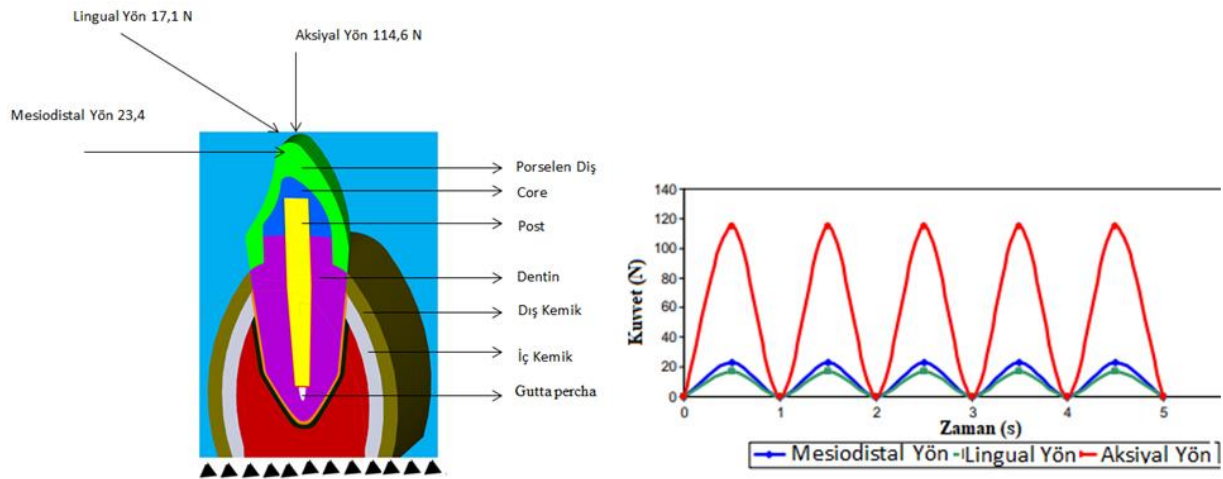 Lingual Yön 17,1 N
Aksiyal Yön 114,6 N
Mesiodistal Yön 23,4
Porselen Diş
Core
Post
Dentin
Dış Kemik
İç Kemik
Gutta percha
Kuvvet (N)
140
120
100
80
60
40
20
0
0 1 2 3 4 5
Zaman (s)
Mesiodistal Yön Lingual Yön Aksiyal Yön